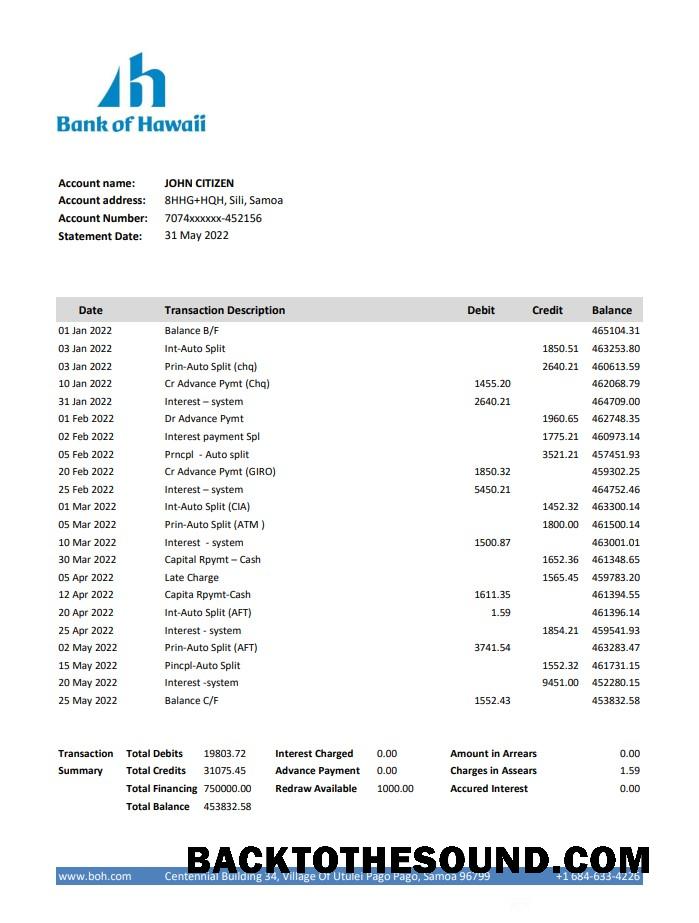 Bank of Hawaii
Account name: JOHN CITIZEN
Account address: 8HHG+HQH, Sili, Samoa
Account Number: 7074xxxxxx-452156
Statement Date: 31 May 2022
Date Transaction Description Debit Credit Balance
01 Jan 2022 Balance B/F 465104.31
03 Jan 2022 Int-Auto Split 1850.51 463253.80
03 Jan 2022 Prin-Auto Split (chq) 2640.21 460613.59
10 Jan 2022 Cr Advance Pymt (Chq) 1455.20 462068.79
31 Jan 2022 Interest – system 2640.21 464709.00
01 Feb 2022 Dr Advance Pymt 1960.65 462748.35
02 Feb 2022 Interest payment Spl 1775.21 460973.14
05 Feb 2022 Prncpl - Auto split 3521.21 457451.93
20 Feb 2022 Cr Advance Pymt (GIRO) 1850.32 459302.25
25 Feb 2022 Interest – system 5450.21 464752.46
01 Mar 2022 Int-Auto Split (CIA) 1452.32 463300.14
05 Mar 2022 Prin-Auto Split (ATM ) 1800.00 461500.14
10 Mar 2022 Interest - system 1500.87 463001.01
30 Mar 2022 Capital Rpymt – Cash 1652.36 461348.65
05 Apr 2022 Late Charge 1565.45 459783.20
12 Apr 2022 Capita Rpymt-Cash 1611.35 461394.55
20 Apr 2022 Int-Auto Split (AFT) 1.59 461396.14
25 Apr 2022 Interest - system 1854.21 459541.93
02 May 2022 Prin-Auto Split (AFT) 3741.54 463283.47
15 May 2022 Pincpl-Auto Split 1552.32 461731.15
20 May 2022 Interest -system 9451.00 452280.15
25 May 2022 Balance C/F 1552.43 453832.58
Transaction Total Debits 19803.72 Interest Charged 0.00 Amount in Arrears 0.00
Summary Total Credits 31075.45 Advance Payment 0.00 Charges in Assears 1.59
Total Financing 750000.00 Redraw Available 1000.00 Accured Interest 0.00
Total Balance 453832.58
BACKTOTHESOUND.COM
www.boh.com Centennial Building 34, Village Of Utulei Pago Pago, Samoa 96799 +1 684-633-4226